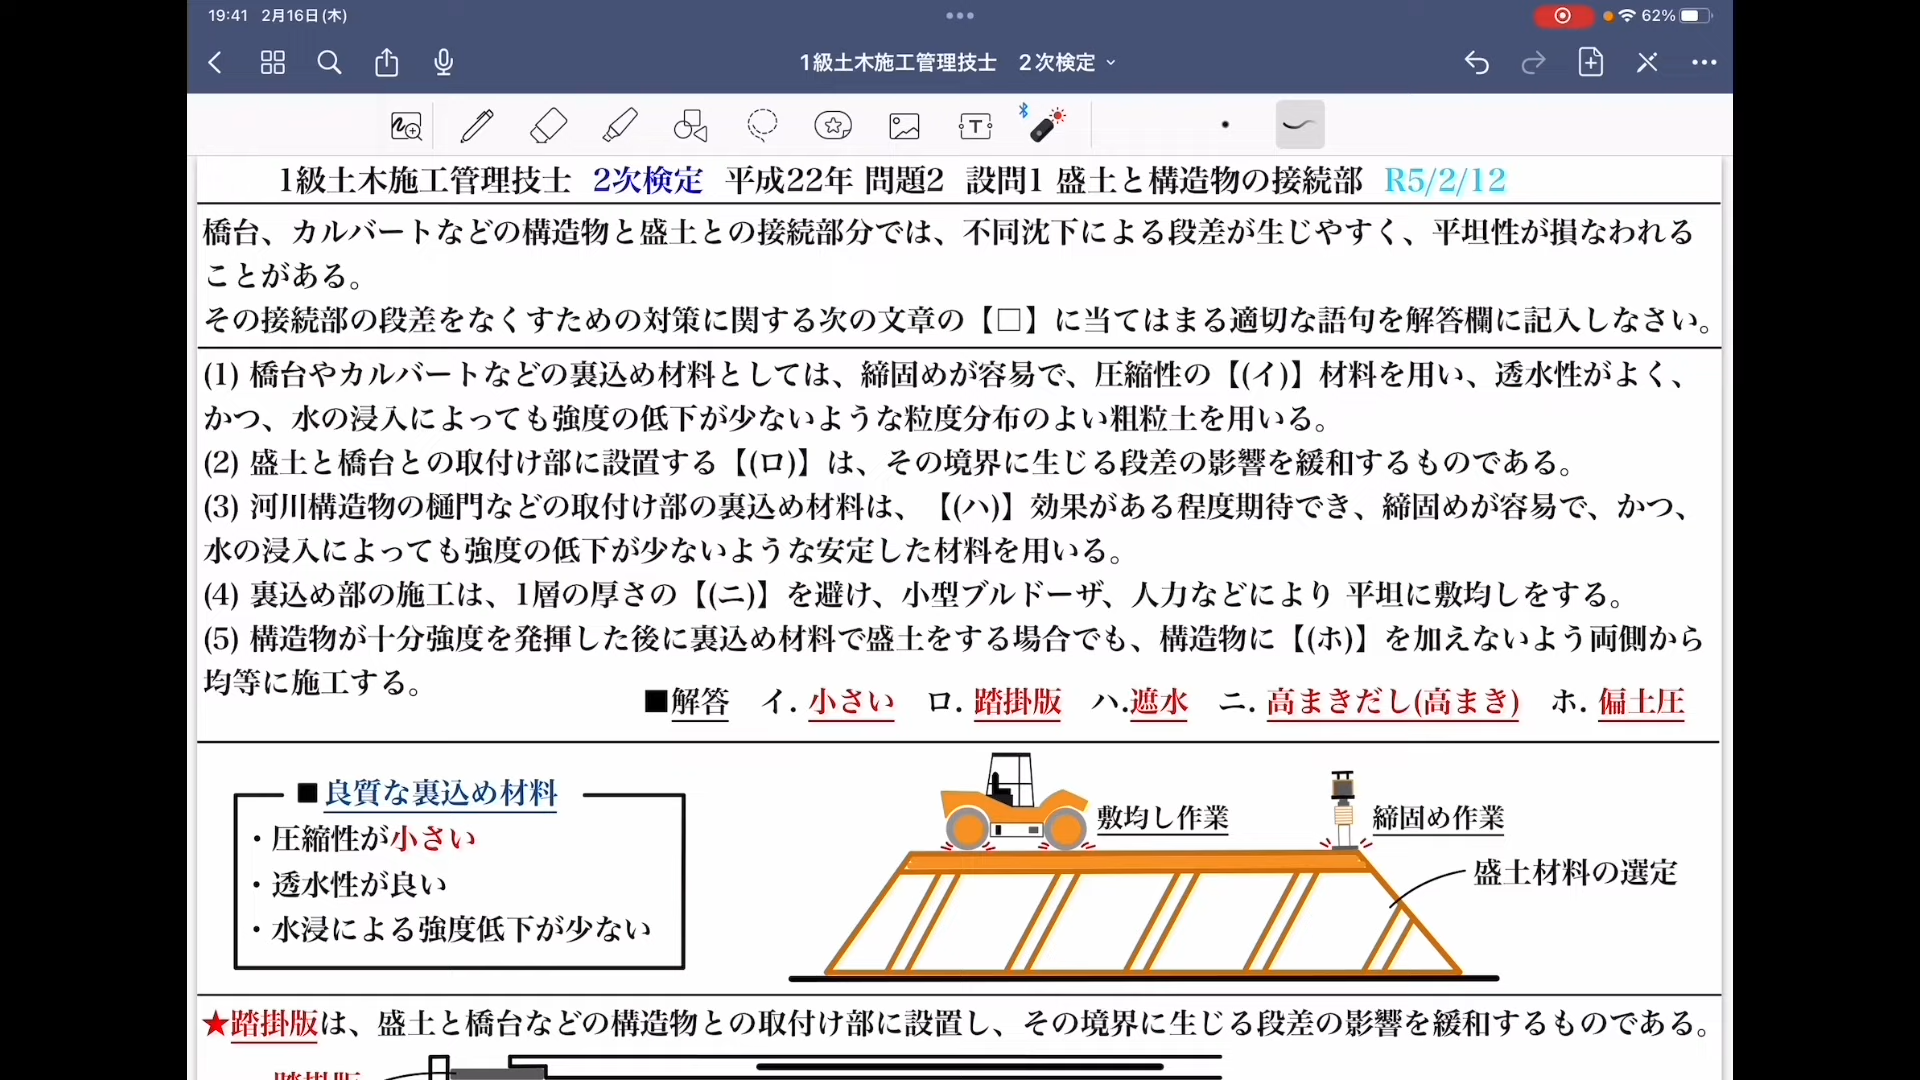 19:41 2月16日(木)
62%
1級土木施工管理技士 2次検定
1級土木施工管理技士 2次検定 平成22年 問題2 設問1 盛土と構造物の接続部 R5/2/12
橋台、カルバートなどの構造物と盛土との接続部分では、不同沈下による段差が生じやすく、平坦性が損なわれる
ことがある。
その接続部の段差をなくすための対策に関する次の文章の【□】に当てはまる適切な語句を解答欄に記入しなさい。
(1) 橋台やカルバートなどの裏込め材料としては、締固めが容易で、圧縮性の【(イ)】材料を用い、透水性がよく、
かつ、水の浸入によっても強度の低下が少ないような粒度分布のよい粗粒土を用いる。
(2) 盛土と橋台との取付け部に設置する【(ロ)】は、その境界に生じる段差の影響を緩和するものである。
(3) 河川構造物の樋門などの取付け部の裏込め材料は、【(ハ)】効果がある程度期待でき、締固めが容易で、かつ、
水の浸入によっても強度の低下が少ないような安定した材料を用いる。
(4) 裏込め部の施工は、1層の厚さの【(ニ)】を避け、小型ブルドーザ、人力などにより 平坦に敷均しをする。
(5) 構造物が十分強度を発揮した後に裏込め材料で盛土をする場合でも、構造物に【(ホ)】を加えないよう両側から
均等に施工する。
■解答 イ. 小さい ロ. 踏掛版 ハ.遮水 ニ. 高まきだし(高まき) ホ. 偏土圧
■ 良質な裏込め材料
・圧縮性が小さい
・透水性が良い
・水浸による強度低下が少ない
敷均し作業
締固め作業
盛土材料の選定
★踏掛版は、盛土と橋台などの構造物との取付け部に設置し、その境界に生じる段差の影響を緩和するものである。
踏掛版